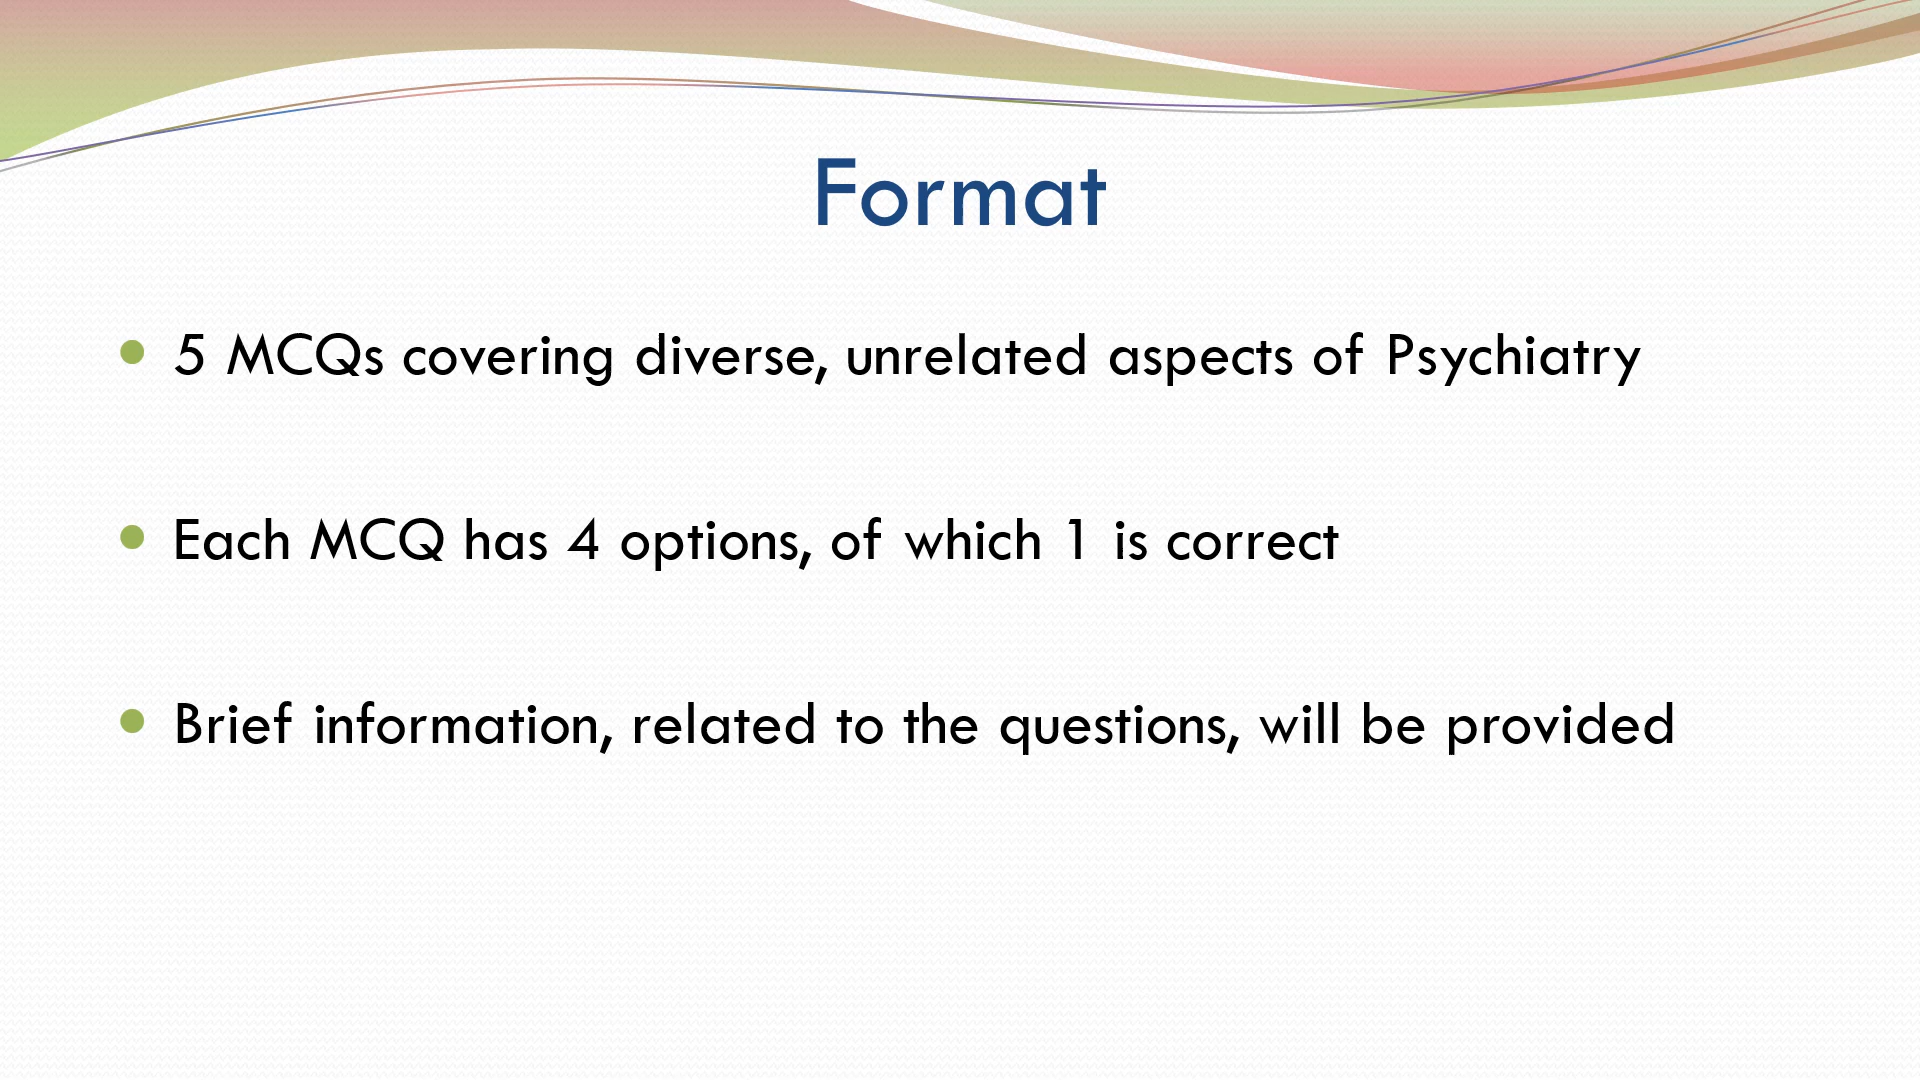 Format
• 5 MCQs covering diverse, unrelated aspects of Psychiatry
• Each MCQ has 4 options, of which 1 is correct
• Brief information, related to the questions, will be provided